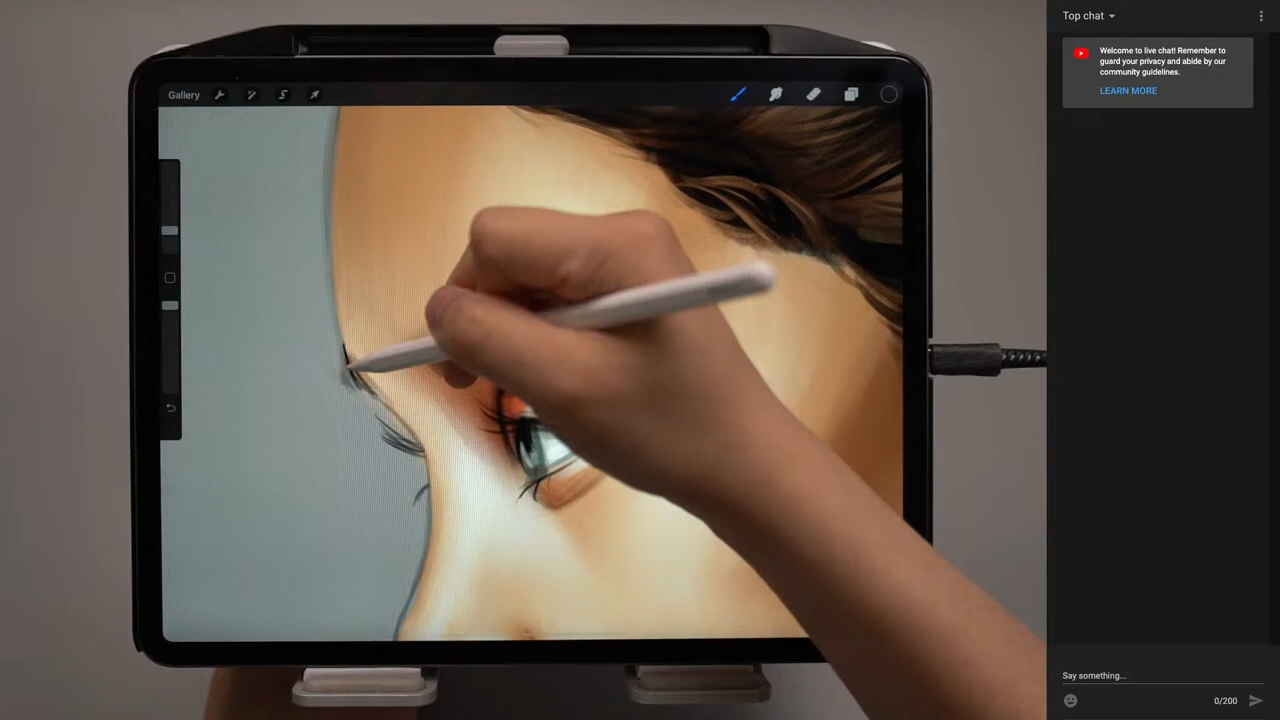 Gallery
Top chat
Welcome to live chat! Remember to
guard your privacy and abide by our
community guidelines.
LEARN MORE
Say something...
0/200